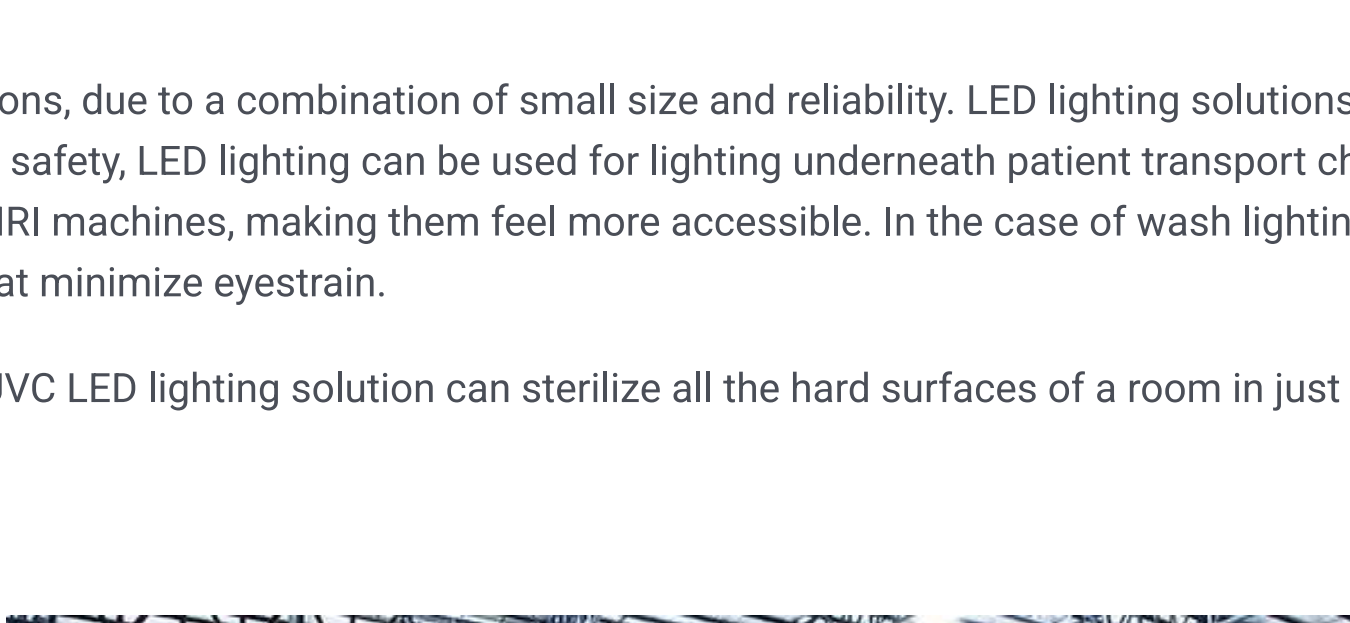 ons, due to a combination of small size and reliability. LED lighting solutions
safety, LED lighting can be used for lighting underneath patient transport ch
RI machines, making them feel more accessible. In the case of wash lightin
at minimize eyestrain.
VC LED lighting solution can sterilize all the hard surfaces of a room in just